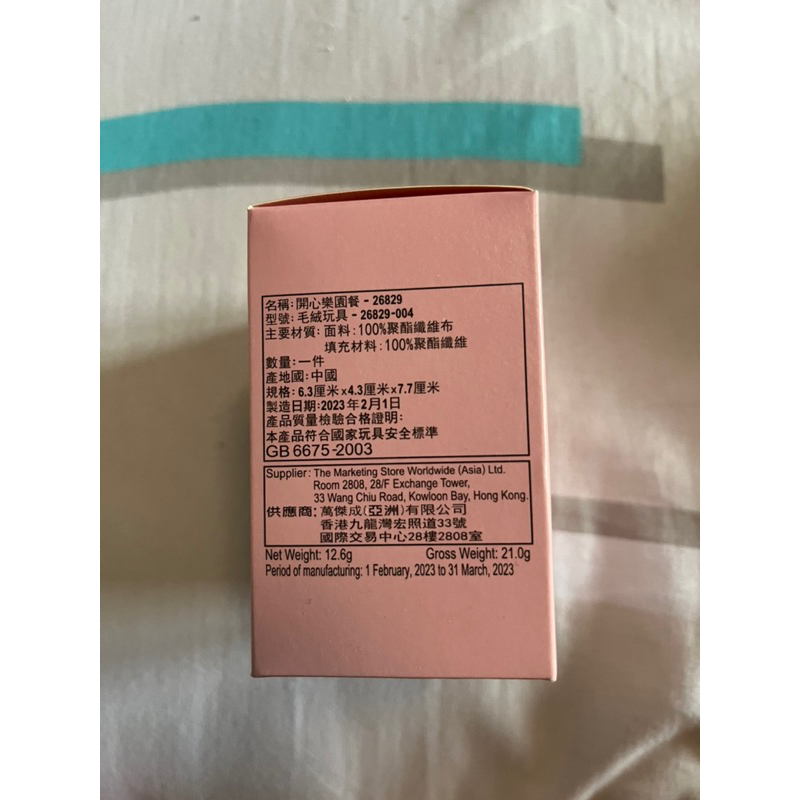 名稱：開心樂園餐 - 26829
型號：毛絨玩具 - 26829-004
主要材質：面料：100%聚酯纖維布
填充材料：100%聚酯纖維
數量：一件
產地國：中國
規格：6.3厘米x4.3厘米x7.7厘米
製造日期：2023年2月1日
產品質量檢驗合格證明：
本產品符合國家玩具安全標準
GB 6675-2003
Supplier: The Marketing Store Worldwide (Asia) Ltd.
Room 2808, 28/F Exchange Tower,
33 Wang Chiu Road, Kowloon Bay, Hong Kong.
供應商：萬傑成(亞洲)有限公司
香港九龍灣宏照道33號
國際交易中心28樓2808室
Net Weight: 12.6g Gross Weight: 21.0g
Period of manufacturing: 1 February, 2023 to 31 March, 2023